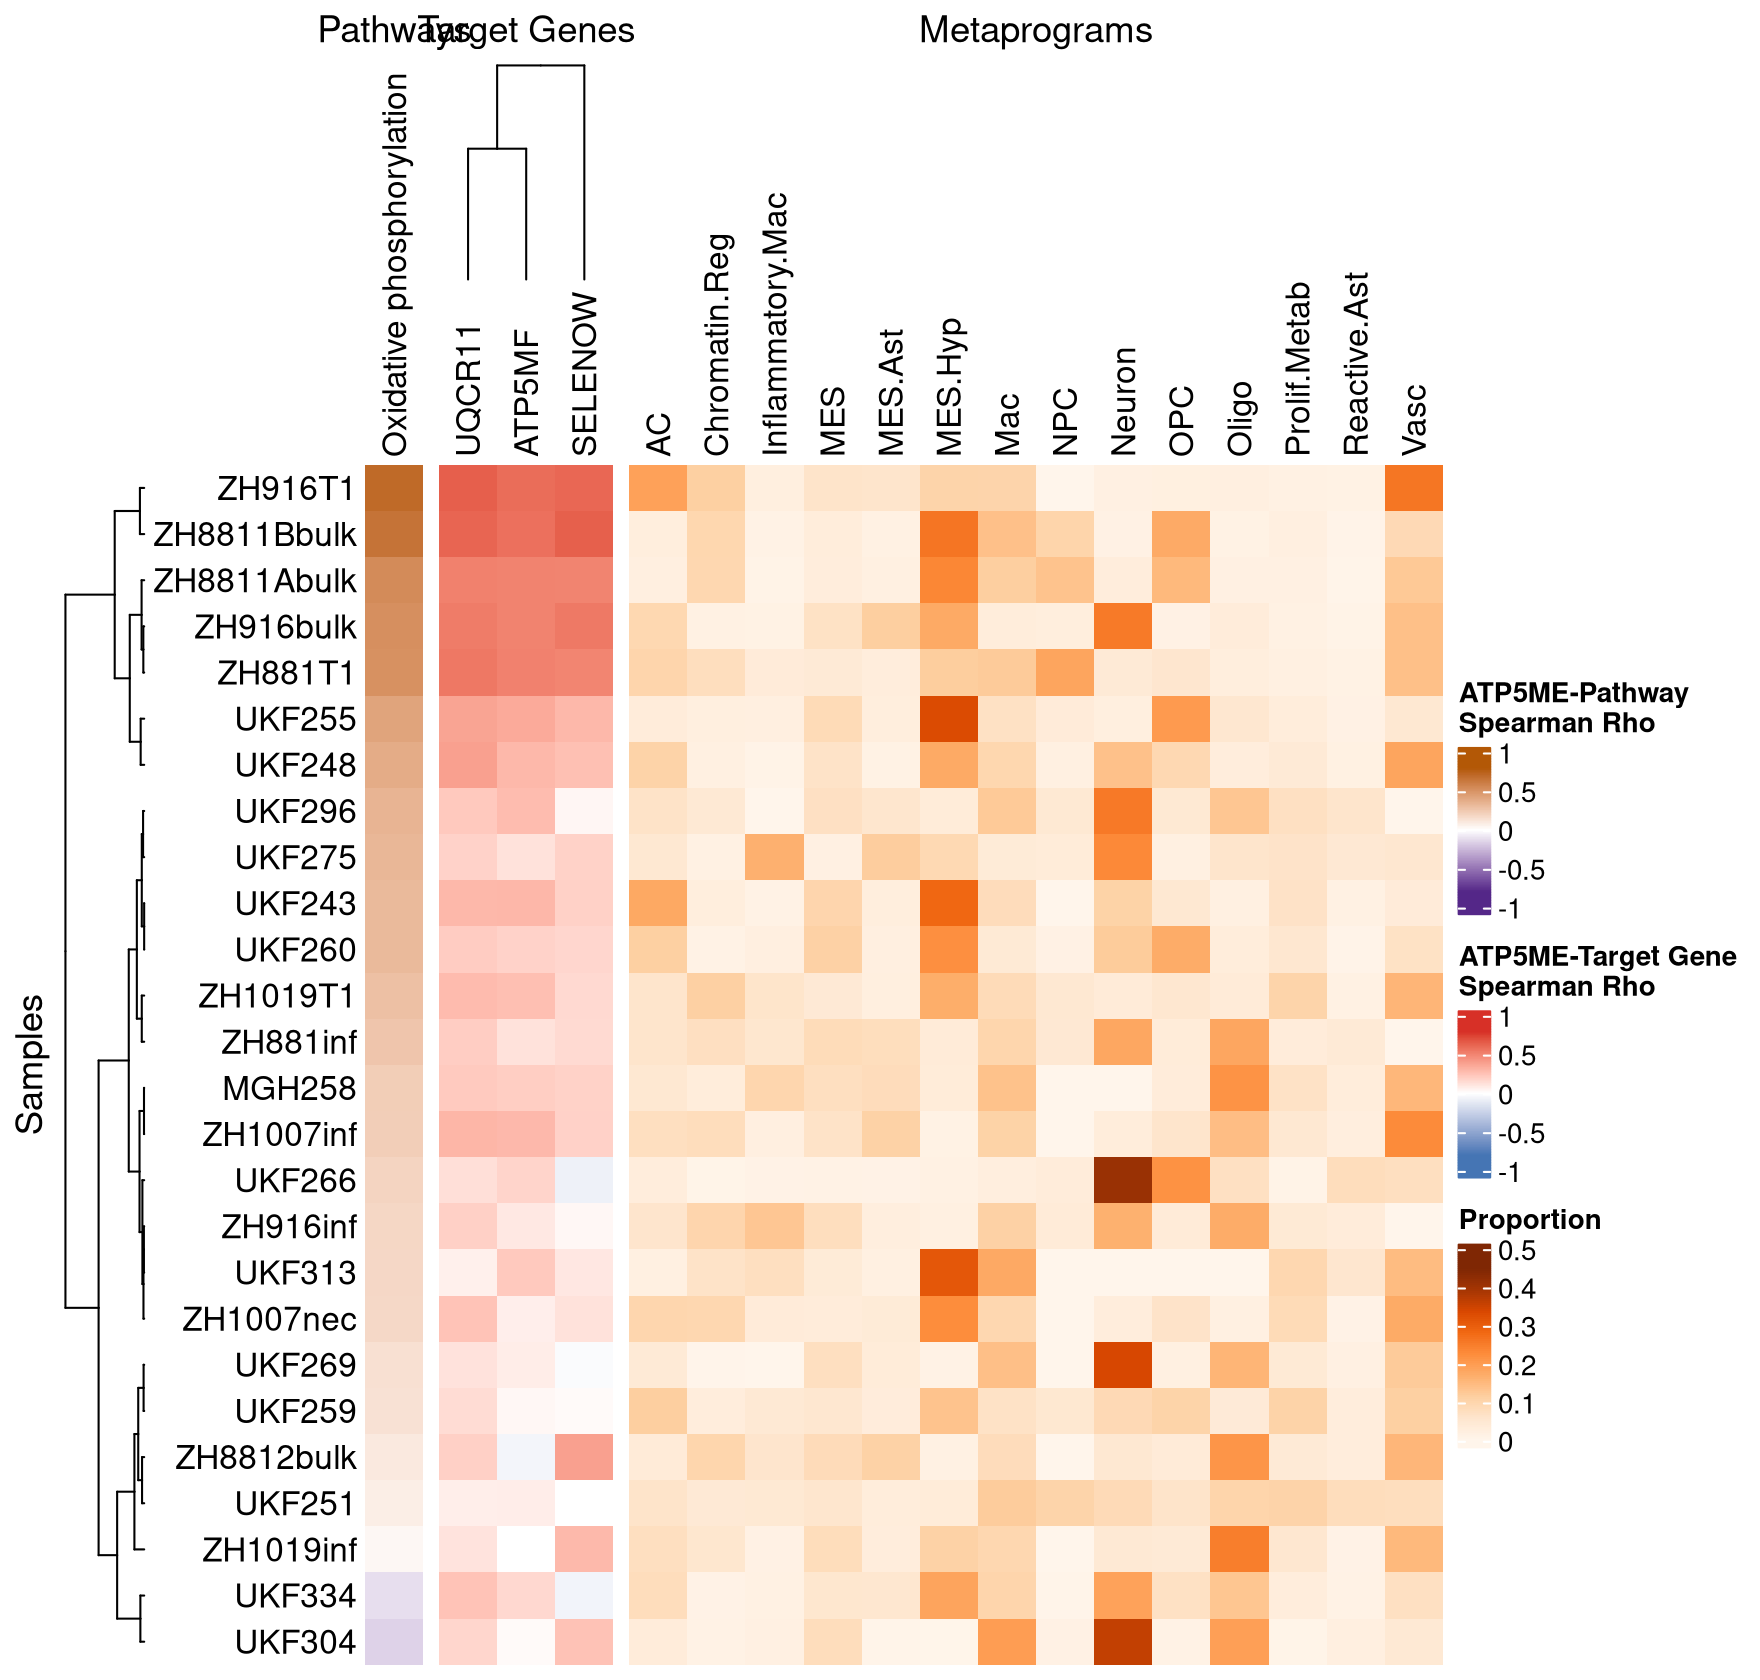 Pathways Target Genes Metaprograms
Oxidative phosphorylation
UQCR11
ATP5MF
SELENOW
AC
Chromatin.Reg
Inflammatory.Mac
MES
MES.Ast
MES.Hyp
Mac
NPC
Neuron
OPC
Oligo
Prolif.Metab
Reactive.Ast
Vasc
Samples
ZH916T1
ZH8811Bbulk
ZH8811Abulk
ZH916bulk
ZH881T1
UKF255
UKF248
UKF296
UKF275
UKF243
UKF260
ZH1019T1
ZH881inf
MGH258
ZH1007inf
UKF266
ZH916inf
UKF313
ZH1007nec
UKF269
UKF259
ZH8812bulk
UKF251
ZH1019inf
UKF334
UKF304
ATP5ME-Pathway
Spearman Rho
1
0.5
0
-0.5
-1
ATP5ME-Target Gene
Spearman Rho
1
0.5
0
-0.5
-1
Proportion
0.5
0.4
0.3
0.2
0.1
0